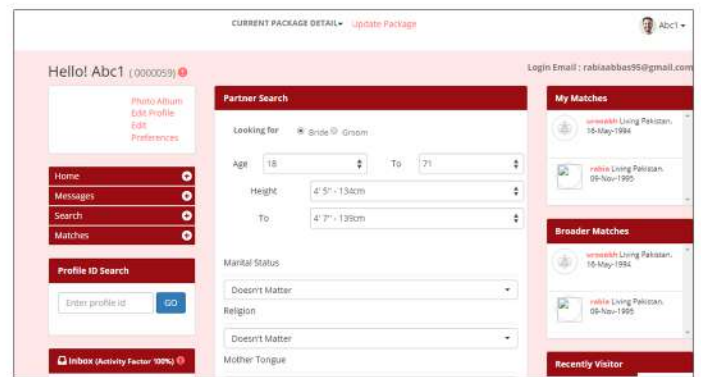 CURRENT PACKAGE DETAIL Update Package
Abc1
Hello! Abc1 ( 0000059)
Login Email : rabiaabbas95@gmail.com
Photo Album
Edit Profile
Edit
Preferences
Home
Messages
Search
Matches
Profile ID Search
Enter profile id GO
Inbox (Activity Factor 100%)
Partner Search
Looking for Bride Groom
Age 18 To 71
Height 4' 5" - 134cm
To 4' 7" - 139cm
Marital Status
Doesn't Matter
Religion
Doesn't Matter
Mother Tongue
My Matches
Living Pakistan.
16-May-1994
rabia Living Pakistan.
09-Nov-1995
Broader Matches
Living Pakistan.
16-May-1994
rabia Living Pakistan.
09-Nov-1995
Recently Visitor